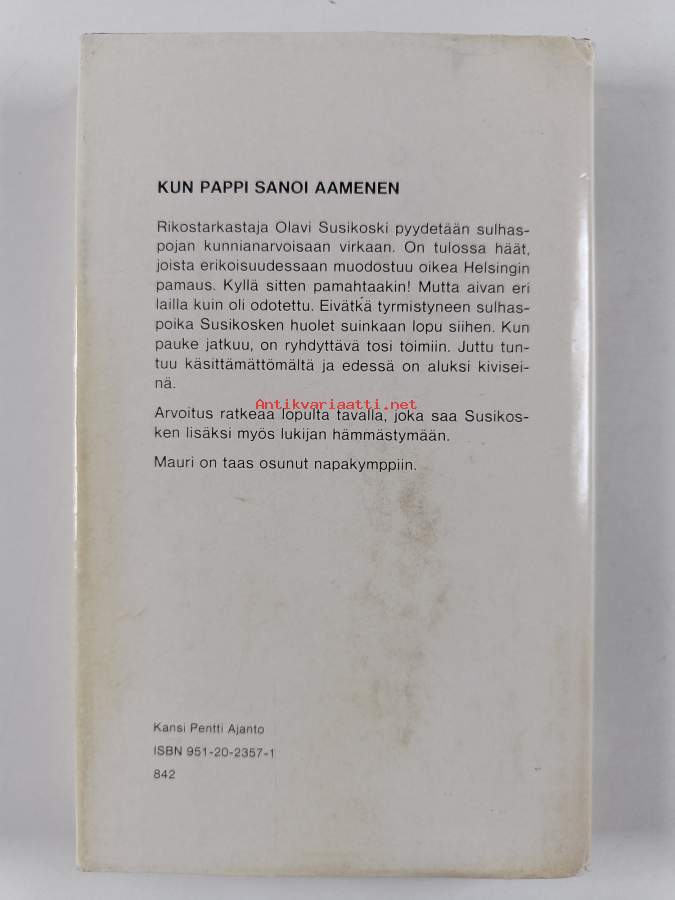 KUN PAPPI SANOI AAMENEN
Rikostarkastaja Olavi Susikoski pyydetään sulhas-
pojan kunnianarvoisaan virkaan. On tulossa häät,
joista erikoisuudessaan muodostuu oikea Helsingin
pamaus. Kyllä sitten pamahtaakin! Mutta aivan eri
lailla kuin oli odotettu. Eivätkä tyrmistyneen sulhas-
poika Susikosken huolet suinkaan lopu siihen. Kun
pauke jatkuu, on ryhdyttävä tosi toimiin. Juttu tun-
tuu käsittämättömältä ja edessä on aluksi kivisei-
nä.
Antikvariaatti.net
Arvoitus ratkeaa lopulta tavalla, joka saa Susikos-
ken lisäksi myös lukijan hämmästymään.
Mauri on taas osunut napakymppiin.
Kansi Pentti Ajanto
ISBN 951-20-2357-1
842